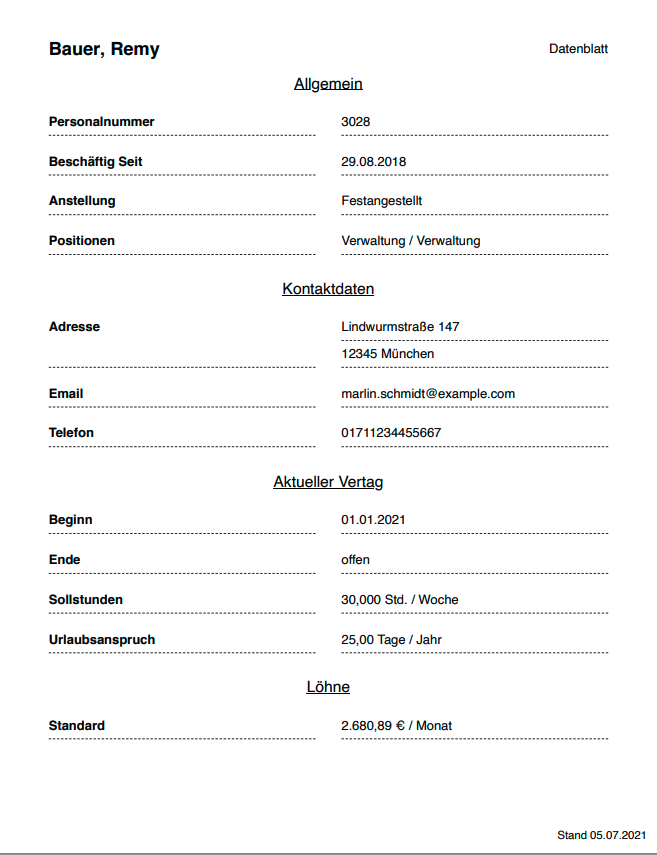 Bauer, Remy Datenblatt
Allgemein
Personalnummer 3028
Beschäftig Seit 29.08.2018
Anstellung Festangestellt
Positionen Verwaltung / Verwaltung
Kontaktdaten
Adresse Lindwurmstraße 147
12345 München
Email marlin.schmidt@example.com
Telefon 01711234455667
Aktueller Vertag
Beginn 01.01.2021
Ende offen
Sollstunden 30,000 Std. / Woche
Urlaubsanspruch 25,00 Tage / Jahr
Löhne
Standard 2.680,89 € / Monat
Stand 05.07.2021